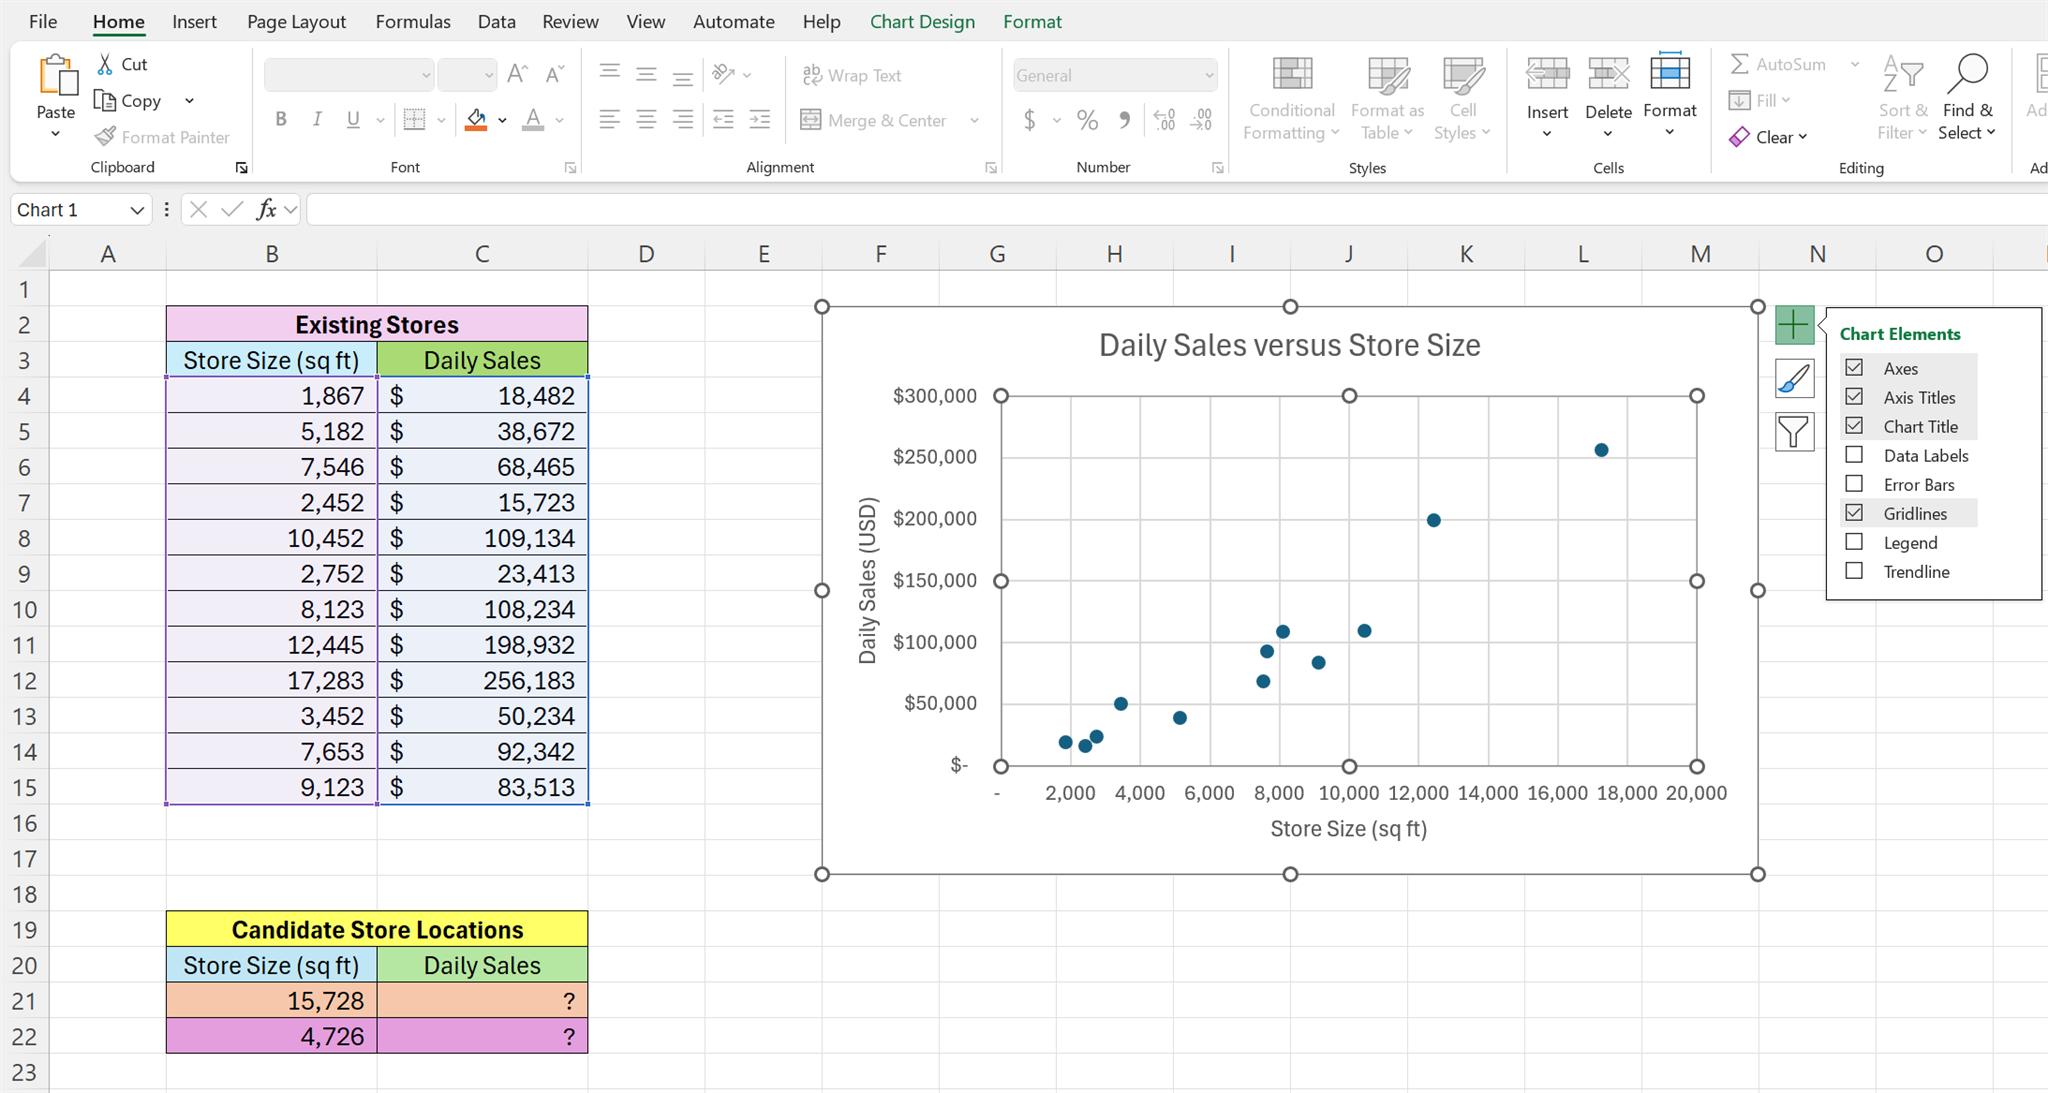 File Home Insert Page Layout Formulas Data Review View Automate Help Chart Design Format
Paste
Cut
Copy
Format Painter
Clipboard
B I U A
Font
ab Wrap Text
Merge & Center
Alignment
General
$ % 9 .00 .00
Number
Conditional Formatting
Format as Table
Cell Styles
Styles
Insert Delete Format
Cells
AutoSum
Fill
Clear
Sort & Filter
Find & Select
Editing
Ad
Ad
Chart 1
fx
A B C D E F G H I J K L M N O
1
2 Existing Stores
3 Store Size (sq ft) Daily Sales
4 1,867 $ 18,482
5 5,182 $ 38,672
6 7,546 $ 68,465
7 2,452 $ 15,723
8 10,452 $ 109,134
9 2,752 $ 23,413
10 8,123 $ 108,234
11 12,445 $ 198,932
12 17,283 $ 256,183
13 3,452 $ 50,234
14 7,653 $ 92,342
15 9,123 $ 83,513
16
17
18
19 Candidate Store Locations
20 Store Size (sq ft) Daily Sales
21 15,728 ?
22 4,726 ?
23
Daily Sales versus Store Size
Daily Sales (USD)
$300,000
$250,000
$200,000
$150,000
$100,000
$50,000
$-
- 2,000 4,000 6,000 8,000 10,000 12,000 14,000 16,000 18,000 20,000
Store Size (sq ft)
Chart Elements
Axes
Axis Titles
Chart Title
Data Labels
Error Bars
Gridlines
Legend
Trendline